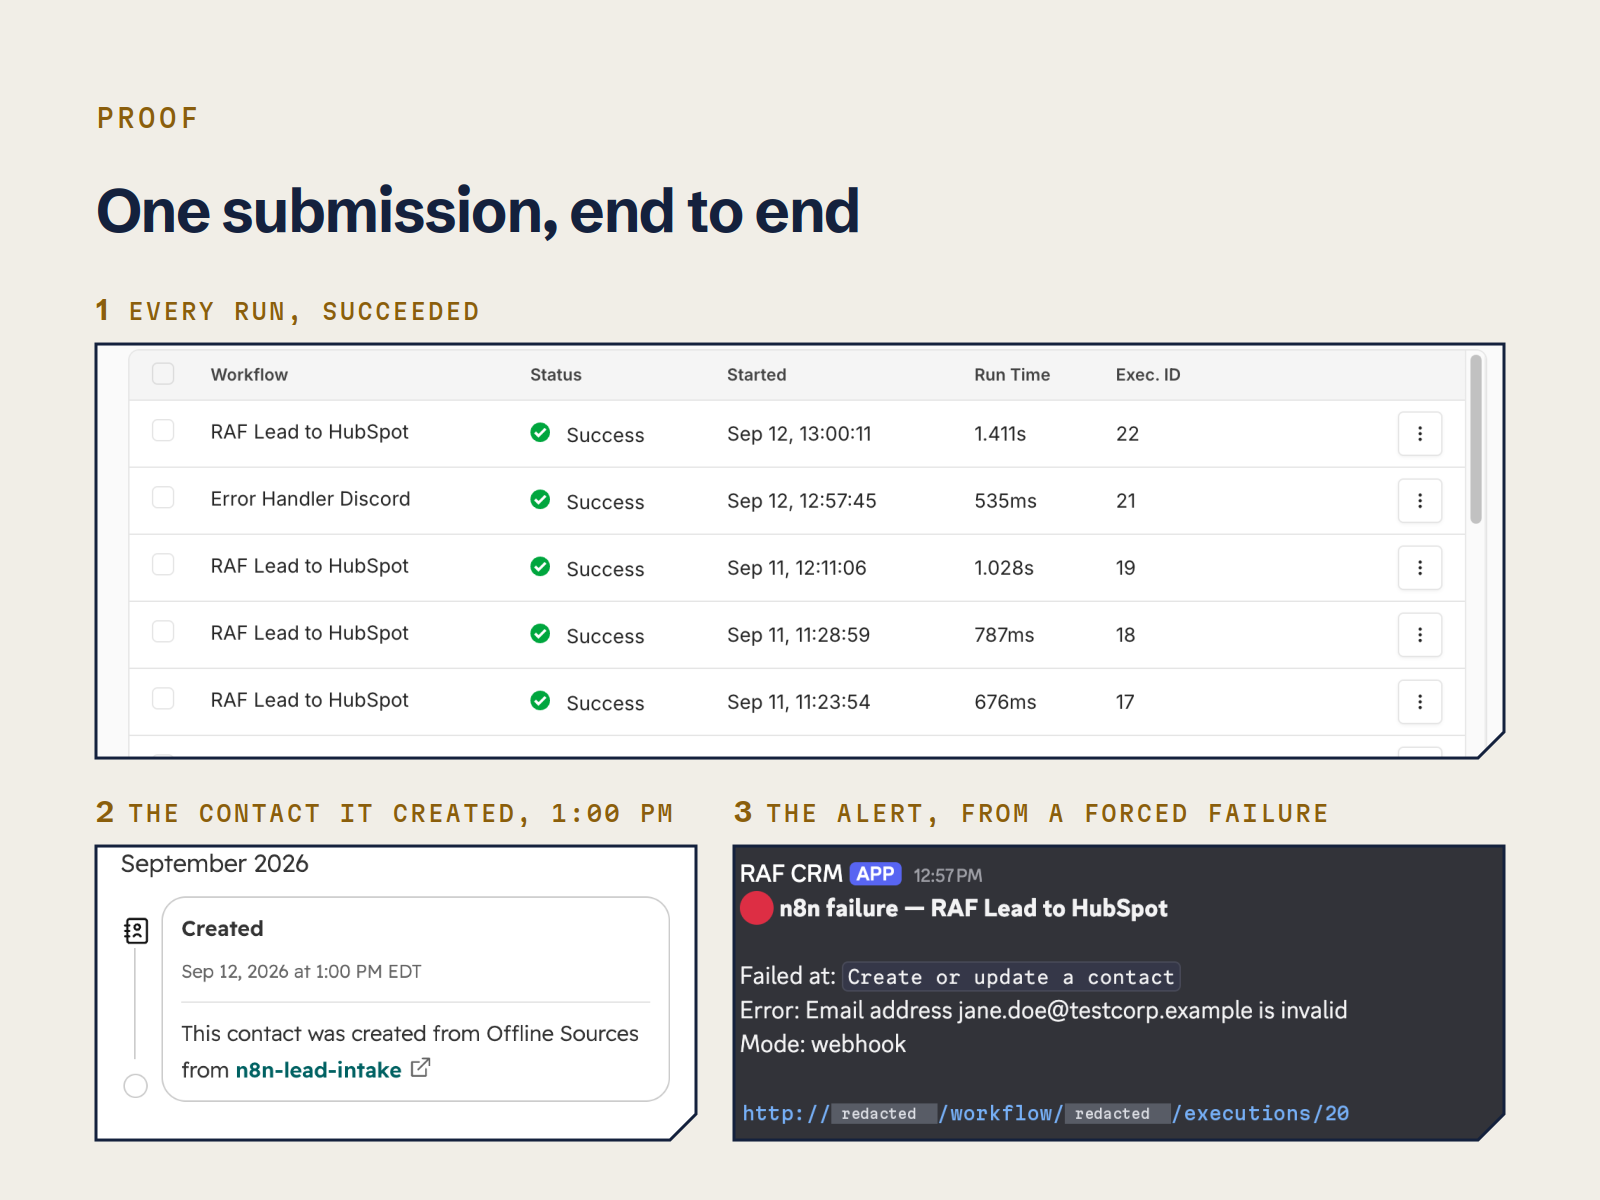 PROOF
One submission, end to end
1 EVERY RUN, SUCCEEDED
Workflow Status Started Run Time Exec. ID
RAF Lead to HubSpot Success Sep 12, 13:00:11 1.411s 22
Error Handler Discord Success Sep 12, 12:57:45 535ms 21
RAF Lead to HubSpot Success Sep 11, 12:11:06 1.028s 19
RAF Lead to HubSpot Success Sep 11, 11:28:59 787ms 18
RAF Lead to HubSpot Success Sep 11, 11:23:54 676ms 17
2 THE CONTACT IT CREATED, 1:00 PM
September 2026
Created
Sep 12, 2026 at 1:00 PM EDT
This contact was created from Offline Sources
from n8n-lead-intake
3 THE ALERT, FROM A FORCED FAILURE
RAF CRM APP 12:57 PM
n8n failure — RAF Lead to HubSpot
Failed at: Create or update a contact
Error: Email address jane.doe@testcorp.example is invalid
Mode: webhook
http:// redacted /workflow/ redacted /executions/20